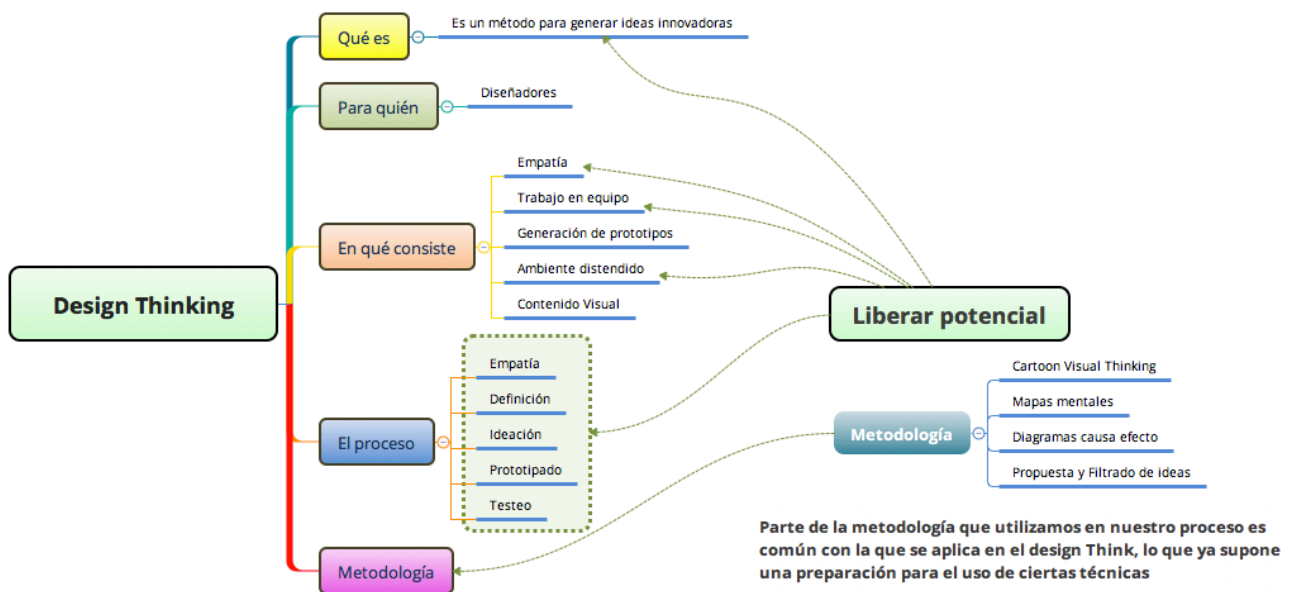 Design Thinking
Qué es
Es un método para generar ideas innovadoras
Para quién
Diseñadores
En qué consiste
Empatía
Trabajo en equipo
Generación de prototipos
Ambiente distendido
Contenido Visual
El proceso
Empatía
Definición
Ideación
Prototipado
Testeo
Metodología
Liberar potencial
Metodología
Cartoon Visual Thinking
Mapas mentales
Diagramas causa efecto
Propuesta y Filtrado de ideas
Parte de la metodología que utilizamos en nuestro proceso es
común con la que se aplica en el design Think, lo que ya supone
una preparación para el uso de ciertas técnicas